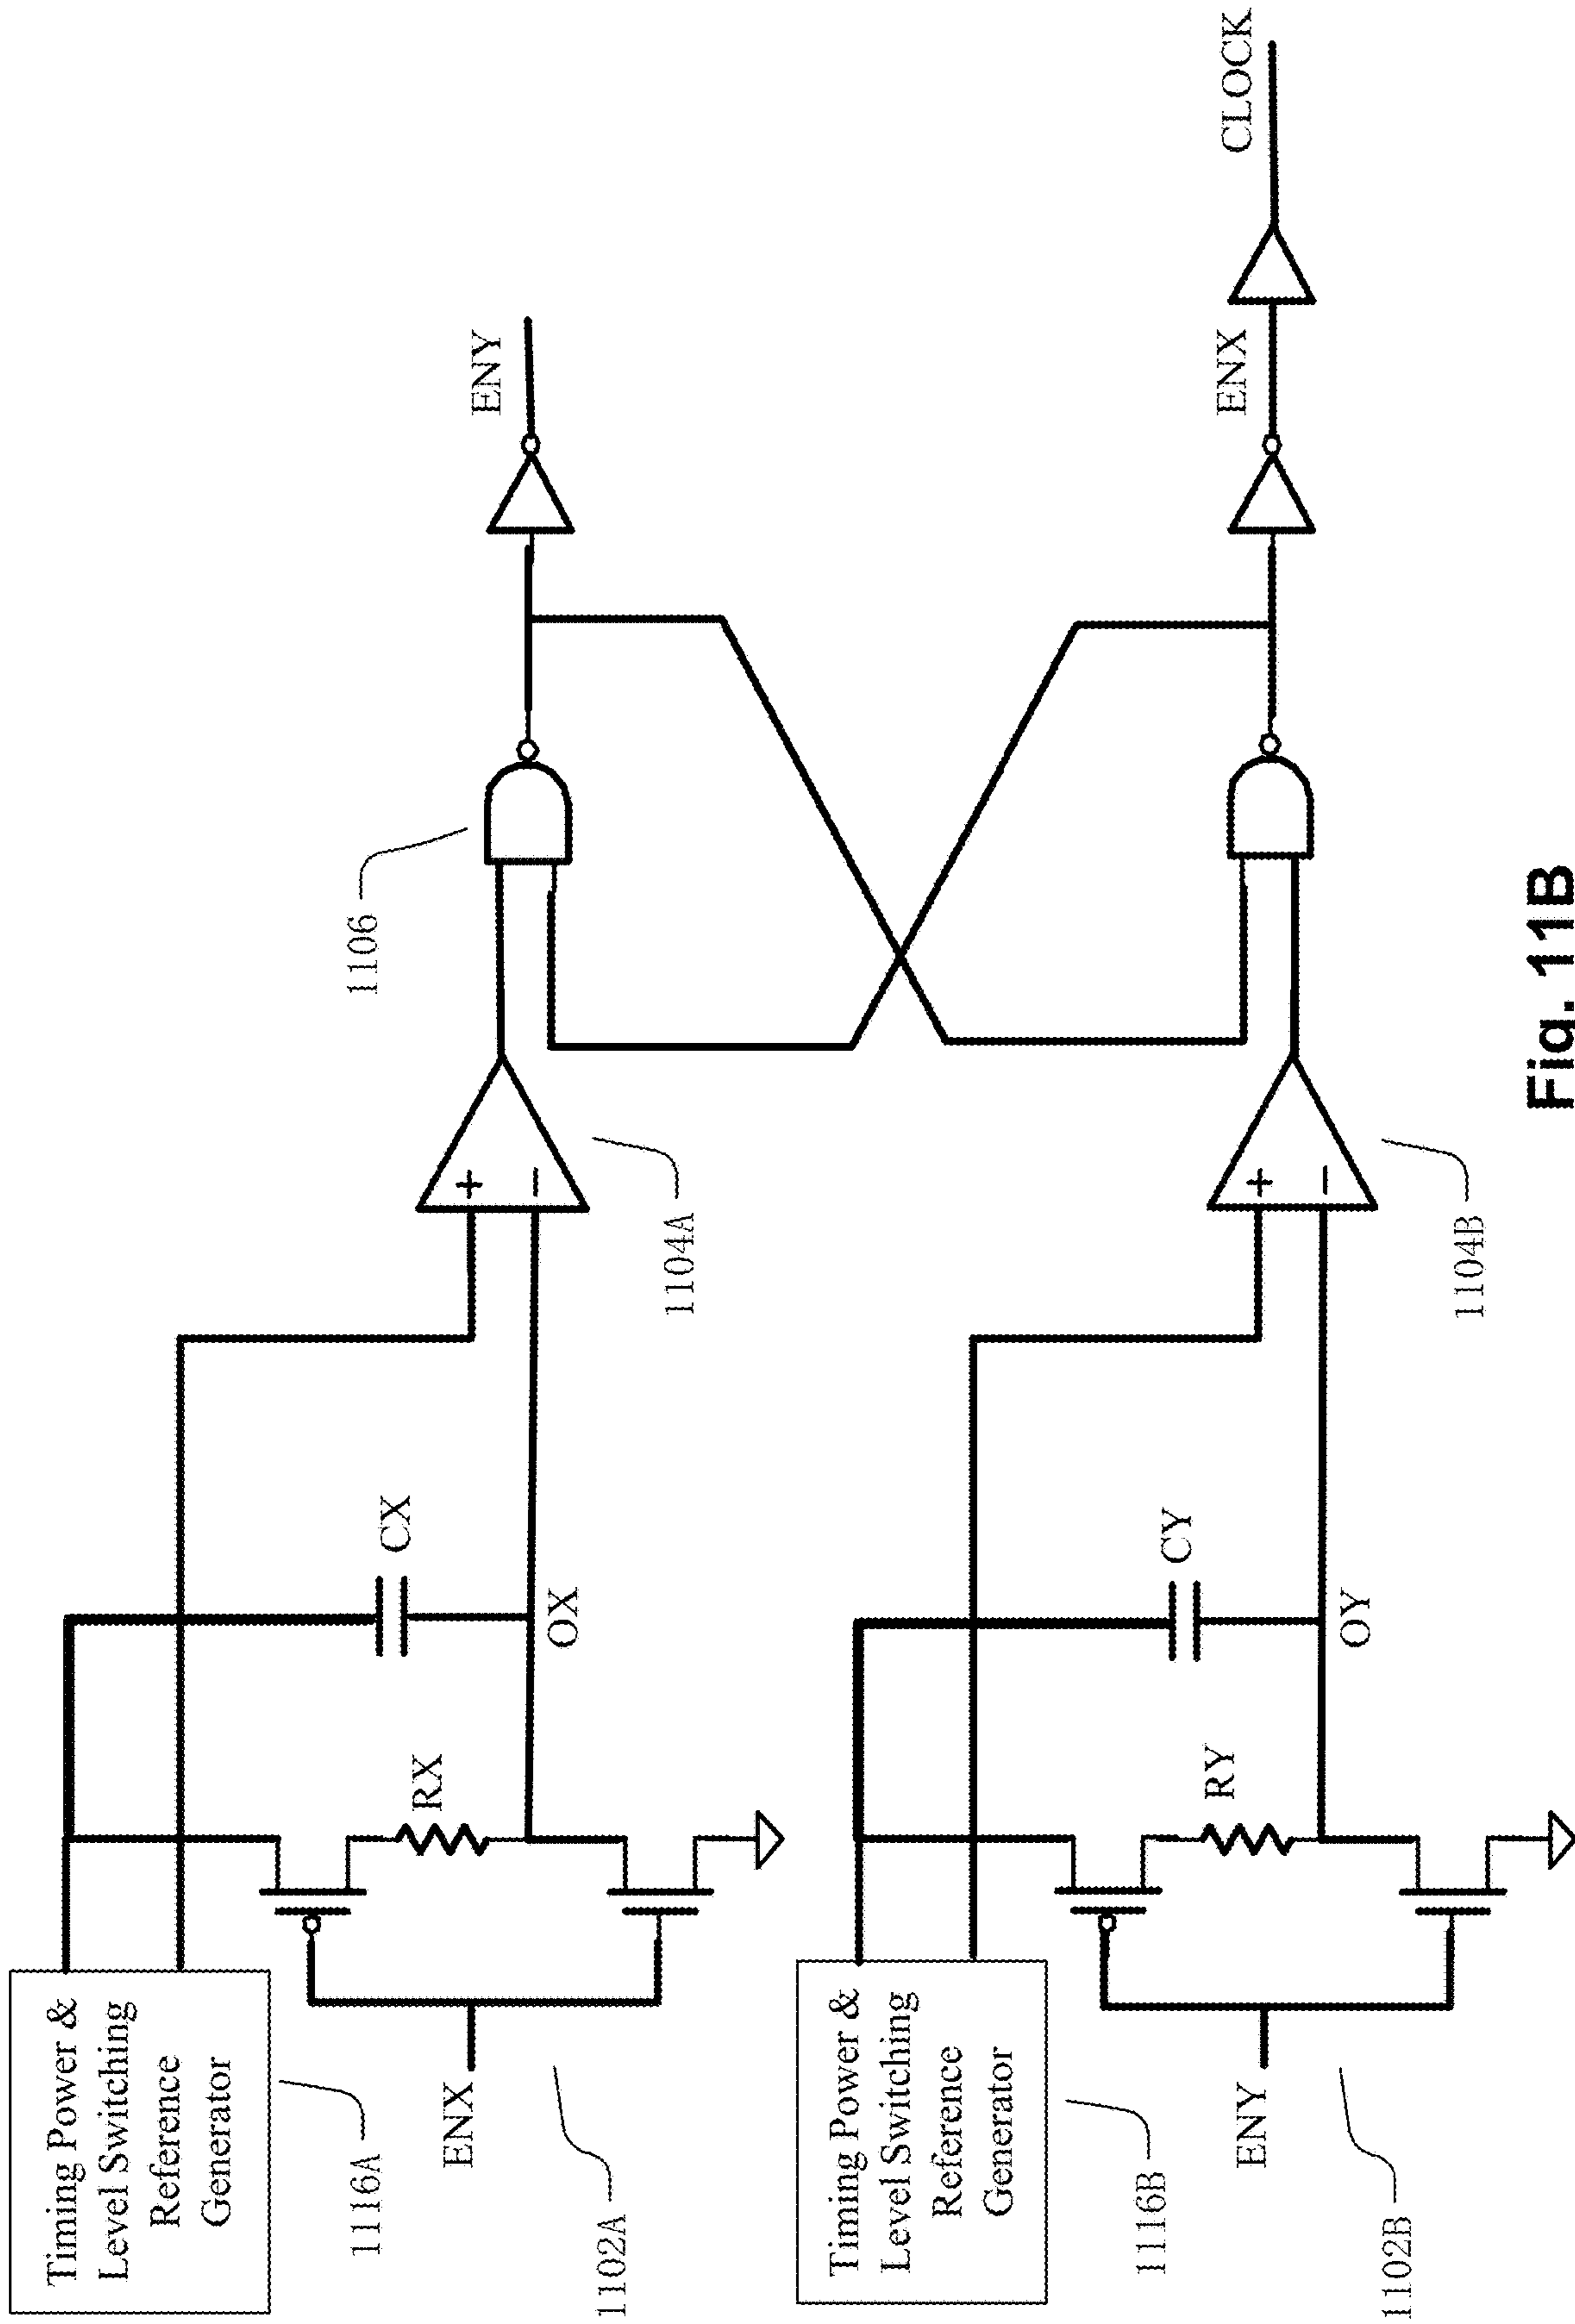 Timing Power &
Level Switching
Reference
Generator
1116A
ENX
1102A
RX
CX
OX
+
−
1104A
1106
ENY
Timing Power &
Level Switching
Reference
Generator
1116B
ENY
1102B
RY
CY
OY
+
−
1104B
ENX
CLOCK
Fig. 11B